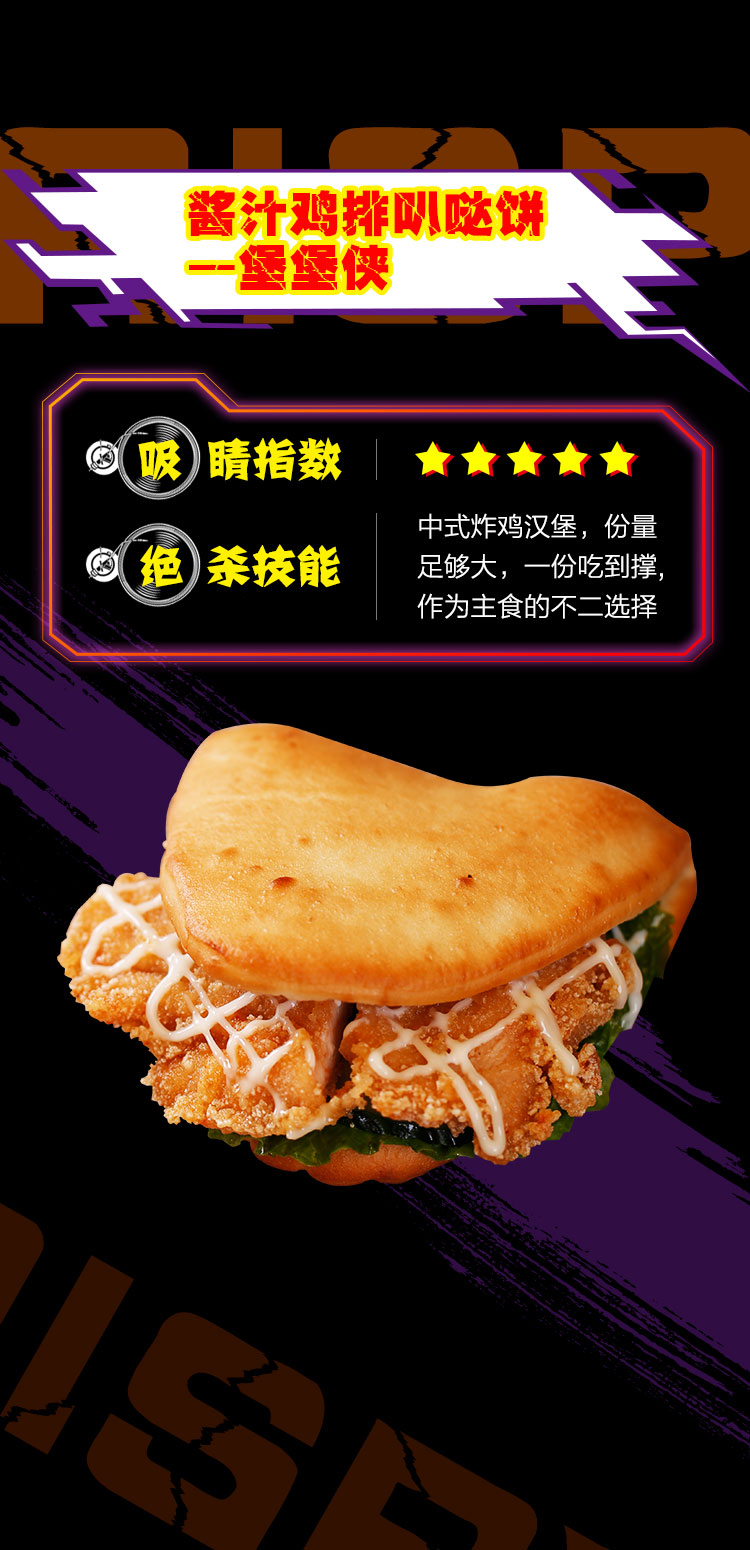 酱汁鸡排叭哒饼
--堡堡侠
吸睛指数
绝杀技能
中式炸鸡汉堡，份量
足够大，一份吃到撑，
作为主食的不二选择